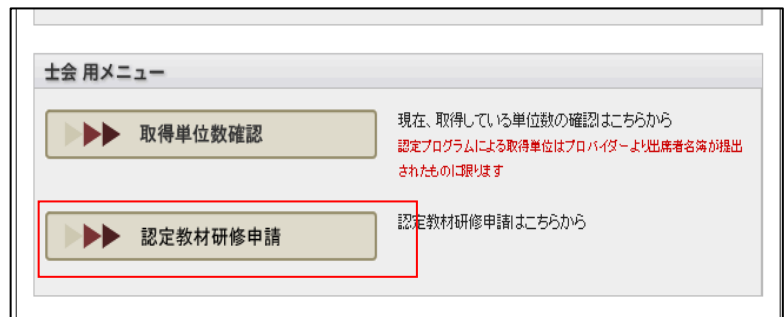 士会 用メニュー
取得単位数確認
現在、取得している単位数の確認はこちらから
認定プログラムによる取得単位はプロバイダーより出席者名簿が提出
されたものに限ります
認定教材研修申請
認定教材研修申請はこちらから